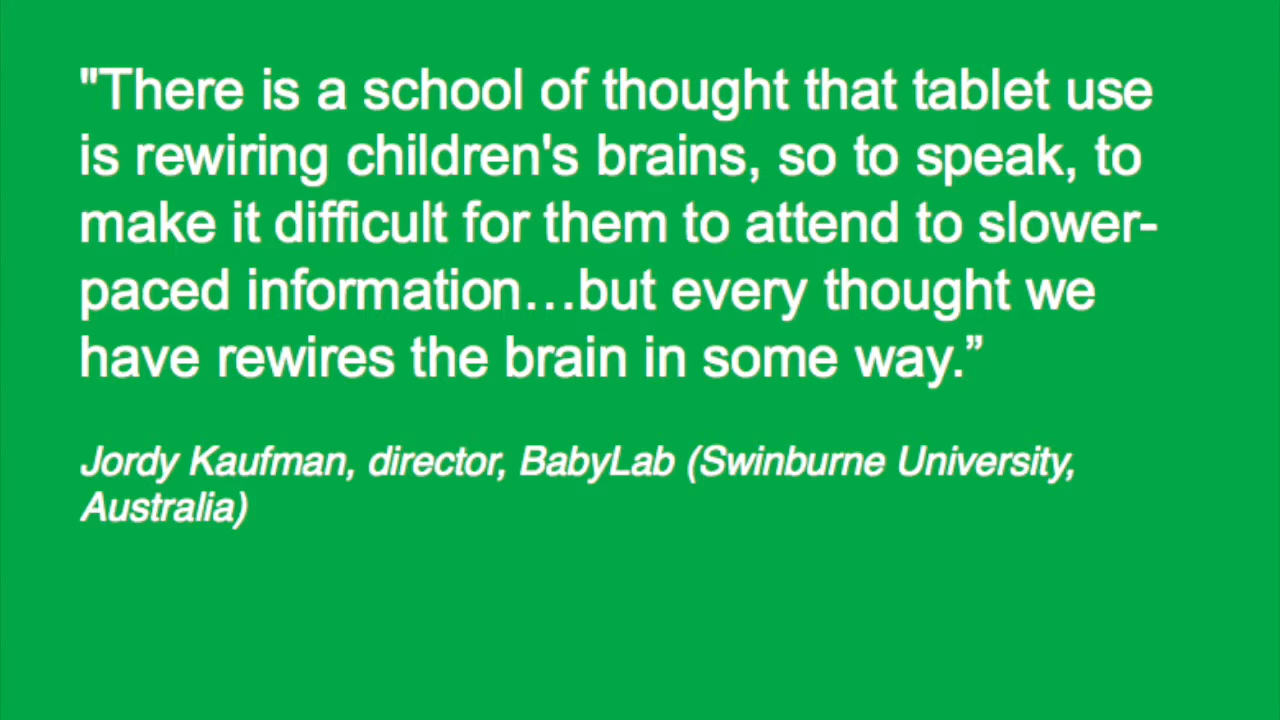 "There is a school of thought that tablet use
is rewiring children's brains, so to speak, to
make it difficult for them to attend to slower-
paced information…but every thought we
have rewires the brain in some way.”
Jordy Kaufman, director, BabyLab (Swinburne University,
Australia)